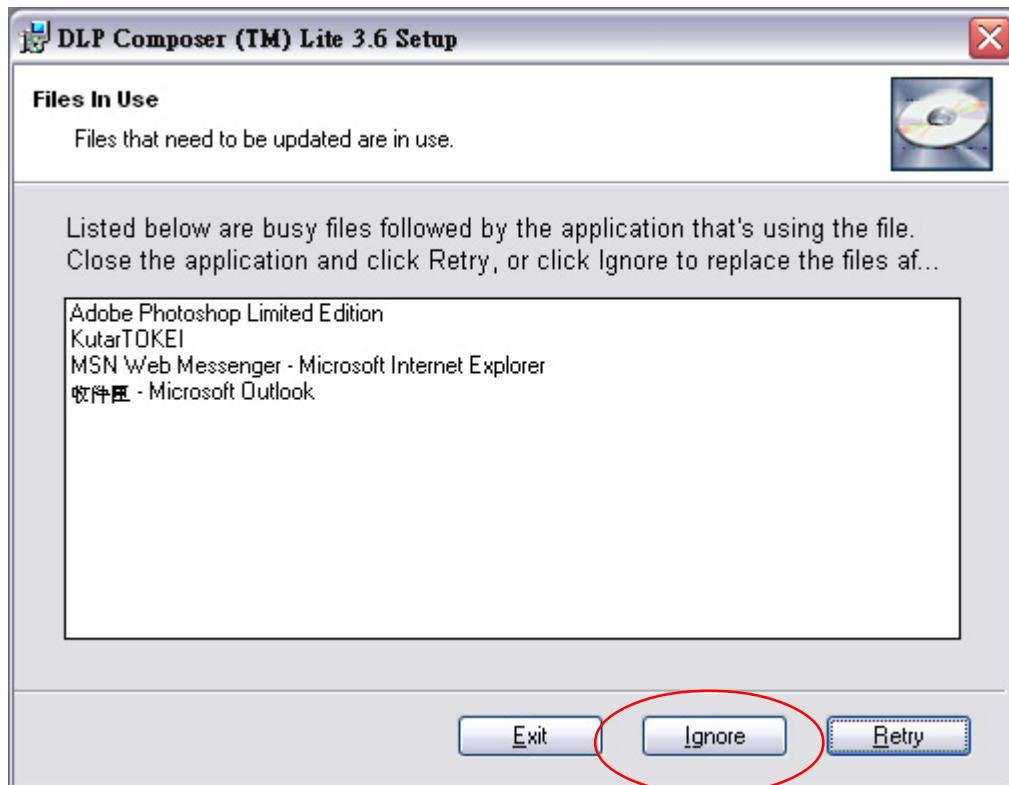 DLP Composer (TM) Lite 3.6 Setup
Files In Use
Files that need to be updated are in use.
Listed below are busy files followed by the application that's using the file.
Close the application and click Retry, or click Ignore to replace the files af...
Adobe Photoshop Limited Edition
KutarTOKEI
MSN Web Messenger - Microsoft Internet Explorer
收件匣 - Microsoft Outlook
Exit
Ignore
Retry